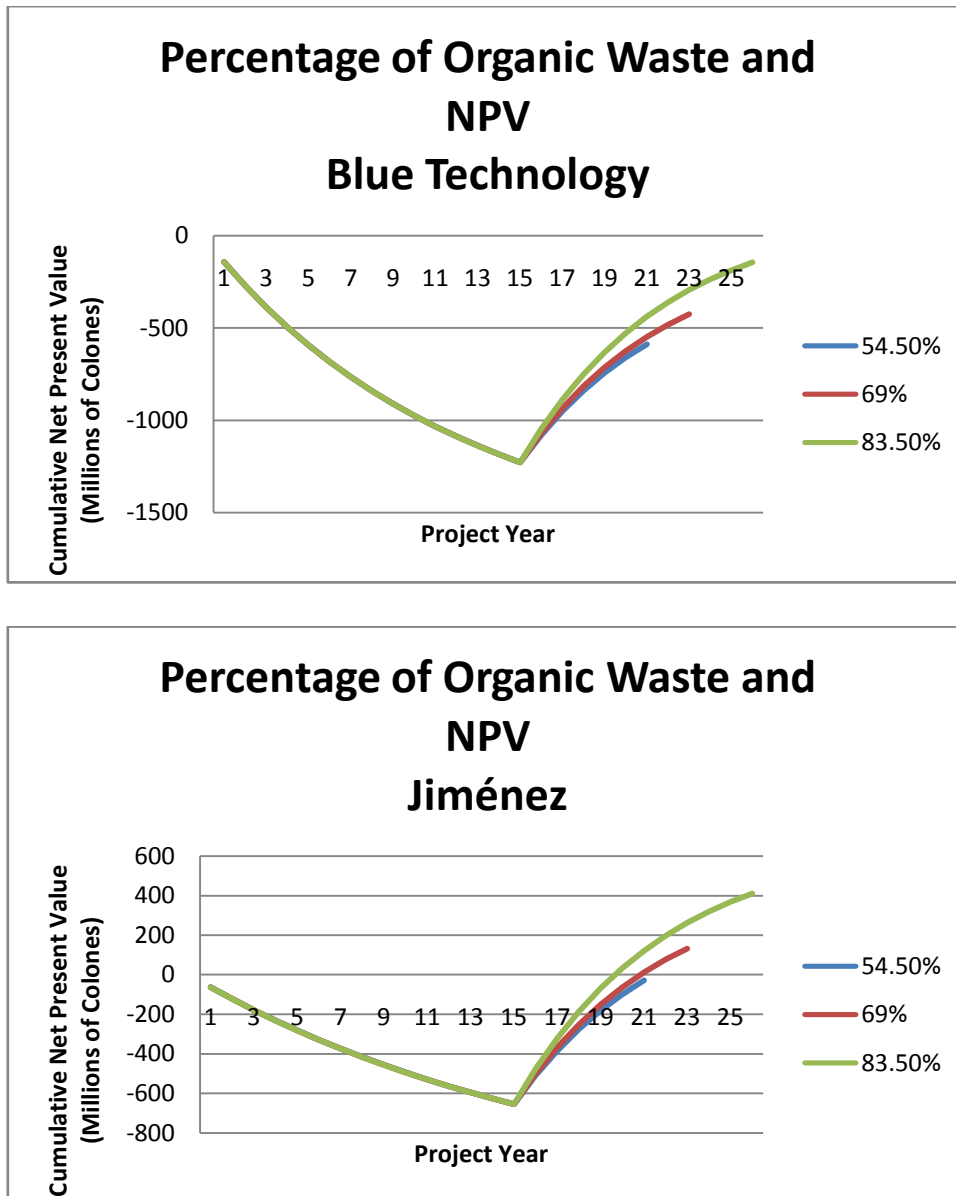 Percentage of Organic Waste and
NPV
Blue Technology
Cumulative Net Present Value
(Millions of Colones)
0
-500
-1000
-1500
1 3 5 7 9 11 13 15 17 19 21 23 25
Project Year
54.50%
69%
83.50%
Percentage of Organic Waste and
NPV
Jiménez
Cumulative Net Present Value
(Millions of Colones)
600
400
200
0
-200
-400
-600
-800
1 3 5 7 9 11 13 15 17 19 21 23 25
Project Year
54.50%
69%
83.50%